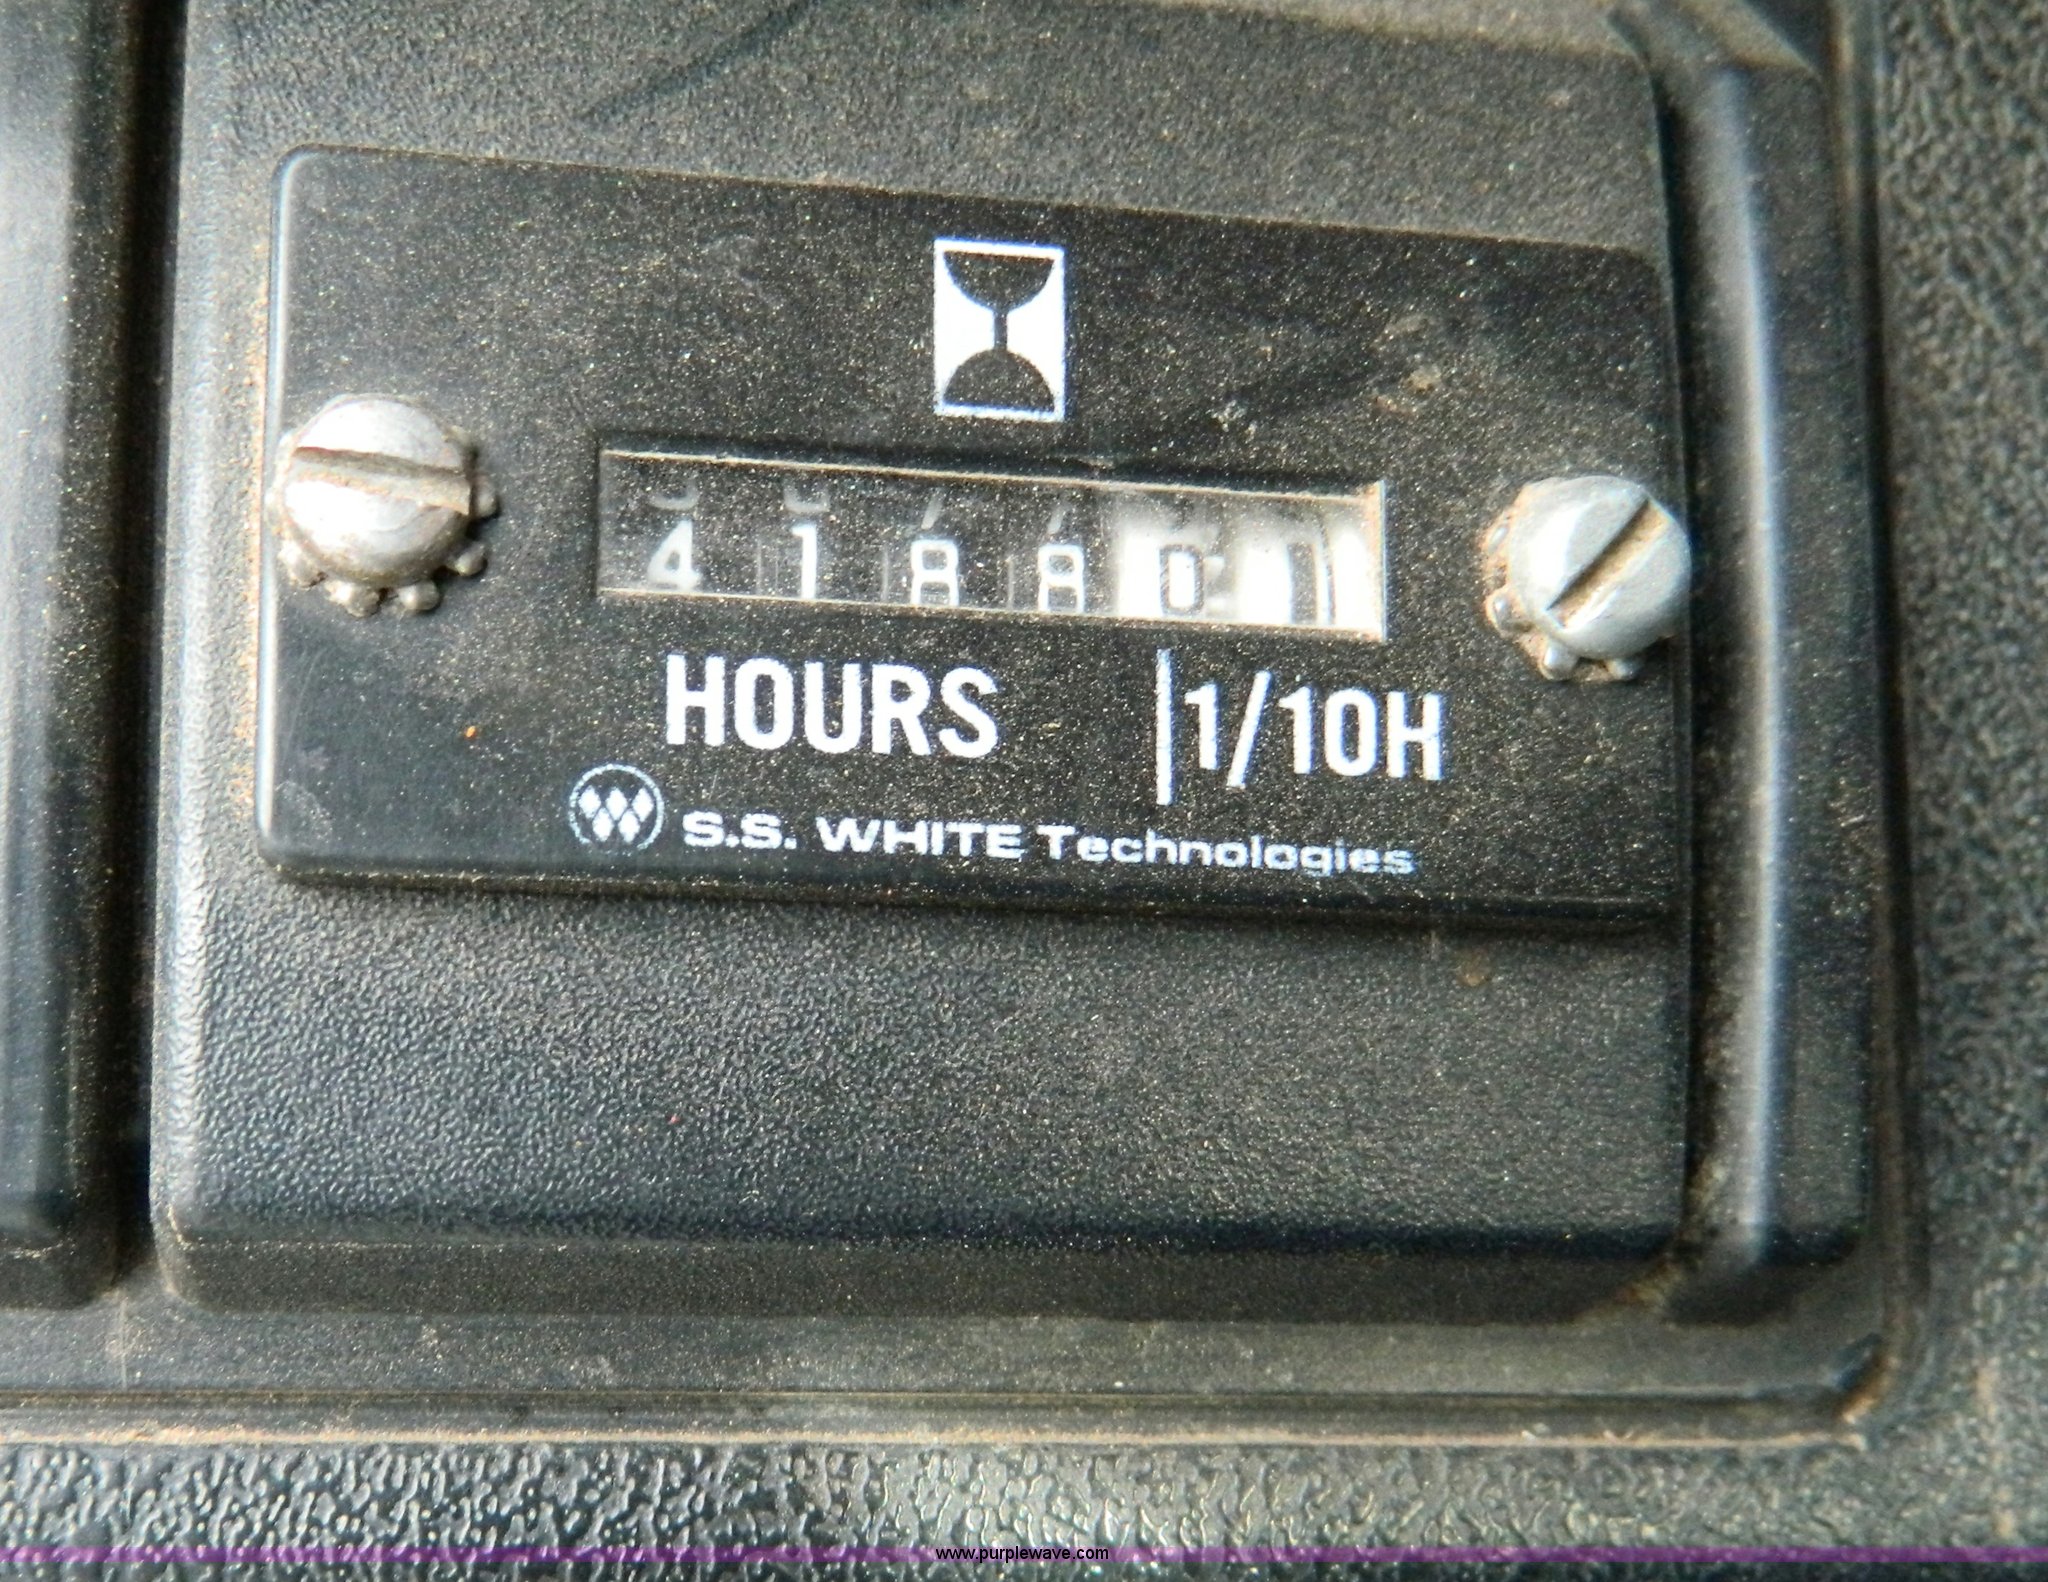 41880
HOURS |1/10H
S.S. WHITE Technologies
www.purplewave.com